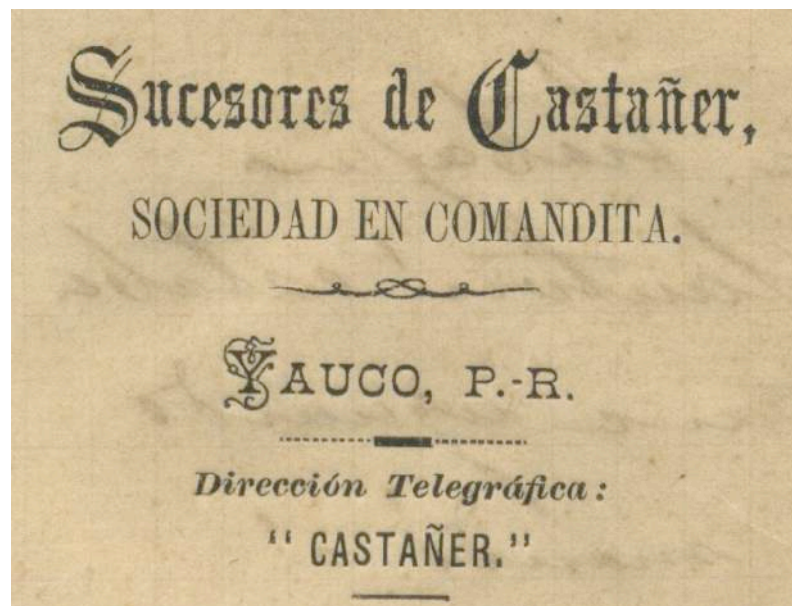 Sucesores de Castañer,
SOCIEDAD EN COMANDITA.
YAUCO, P.-R.
Dirección Telegráfica:
"CASTAÑER."